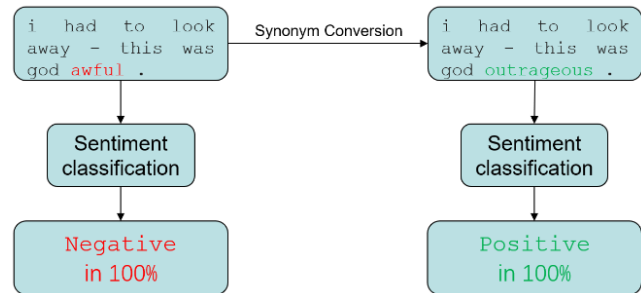 i had to look
away - this was
god awful .
Synonym Conversion
i had to look
away - this was
god outrageous .
Sentiment
classification
Sentiment
classification
Negative
in 100%
Positive
in 100%